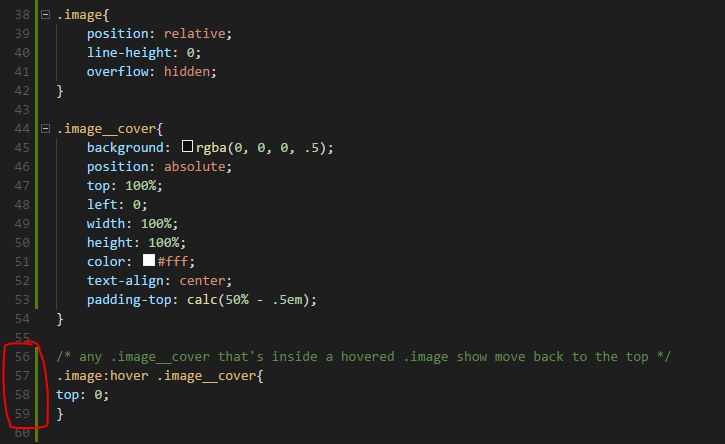 38 .image{
39 position: relative;
40 line-height: 0;
41 overflow: hidden;
42 }
43
44 .image__cover{
45 background: rgba(0, 0, 0, .5);
46 position: absolute;
47 top: 100%;
48 left: 0;
49 width: 100%;
50 height: 100%;
51 color: #fff;
52 text-align: center;
53 padding-top: calc(50% - .5em);
54 }
55
56 /* any .image__cover that's inside a hovered .image show move back to the top */
57 .image:hover .image__cover{
58 top: 0;
59 }
60